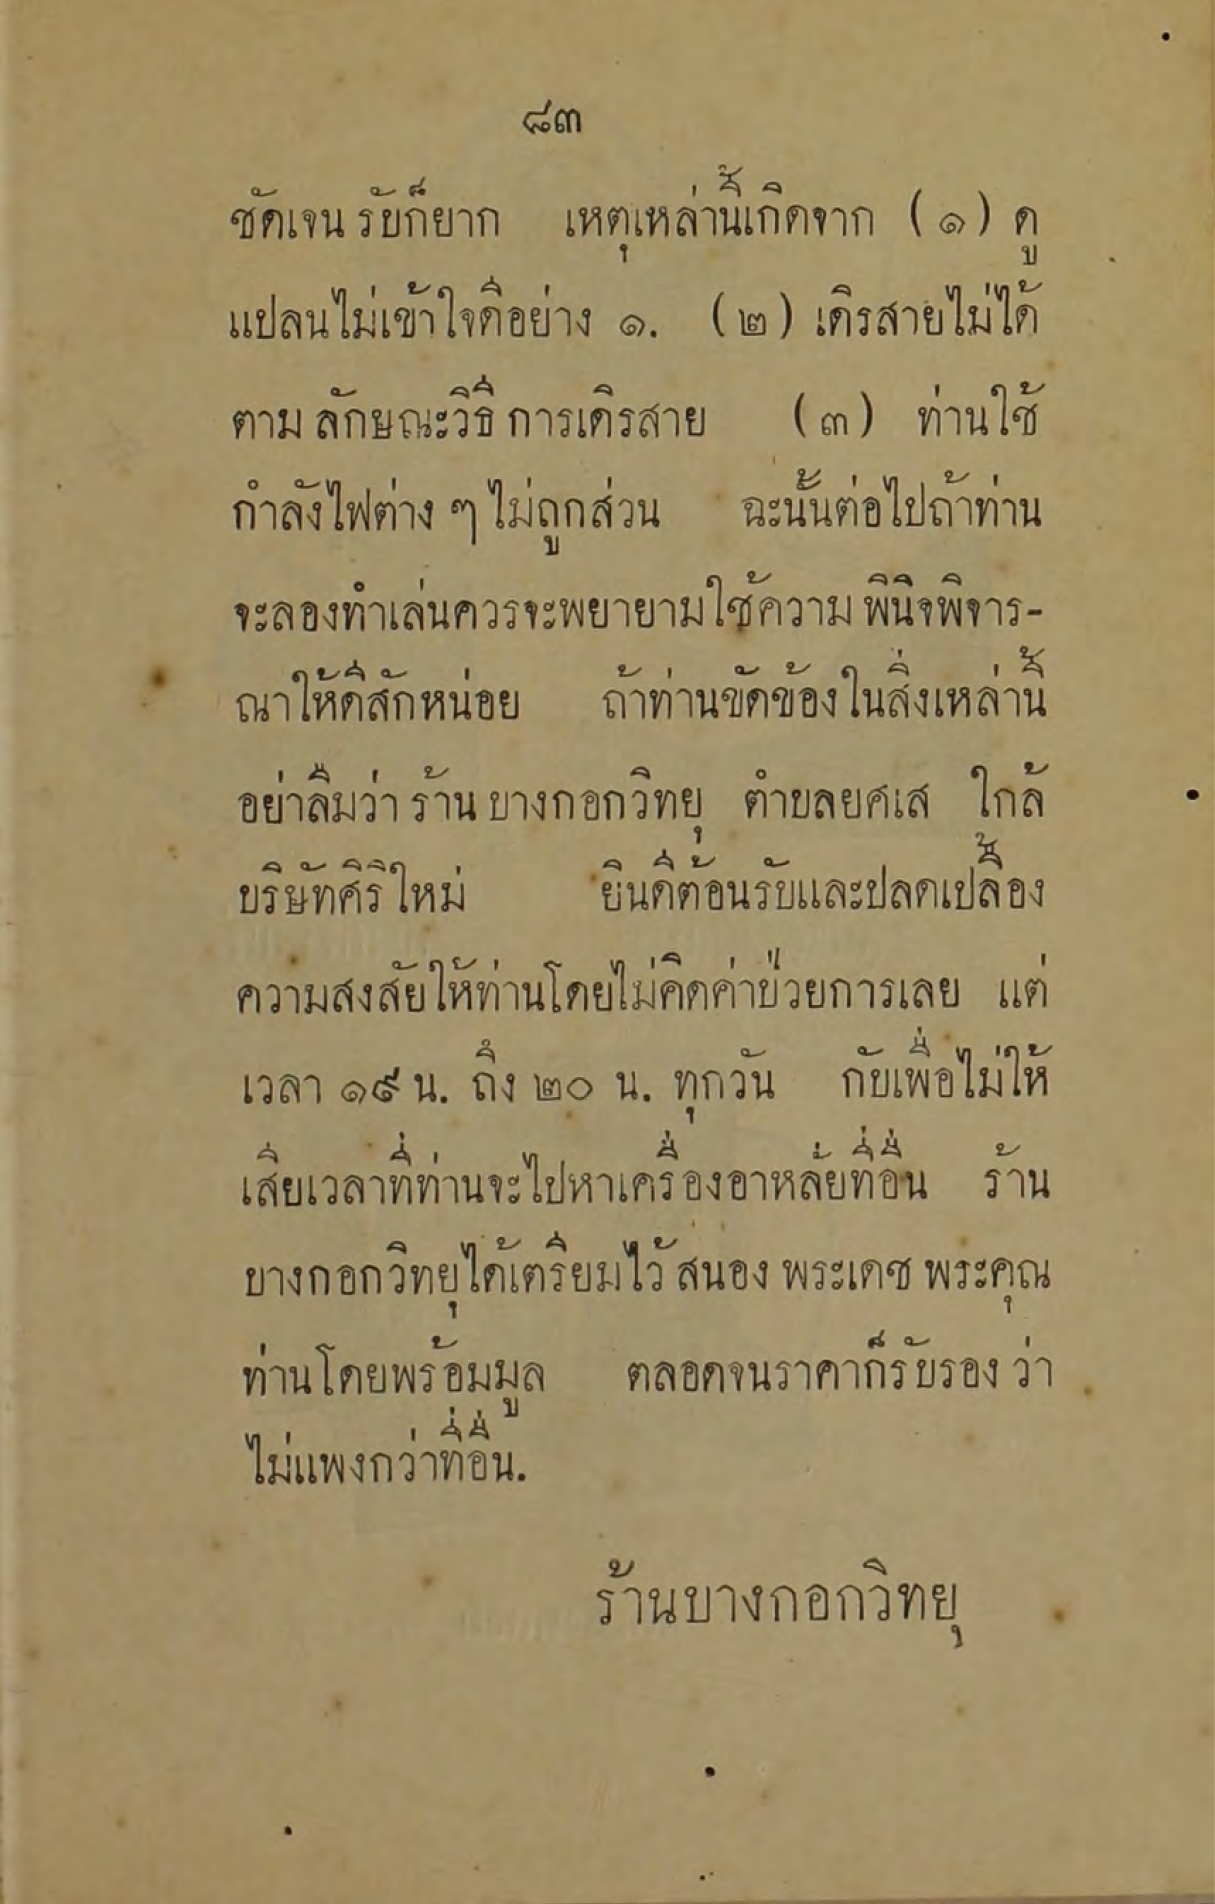 ๘๓
ชัดเจน รับก็ยาก เหตุเหล่านี้เกิดจาก (๑) ดู
แปลนไม่เข้าใจดีอย่าง ๑. (๒) เดิรสายไม่ได้
ตาม ลักษณะวิธี การเดิรสาย (๓) ท่านใช้
กำลังไฟต่าง ๆ ไม่ถูกส่วน ฉะนั้นต่อไปถ้าท่าน
จะลองทำเล่นควรจะพยายามใช้ความ พินิจพิจาร-
ณาให้ดีสักหน่อย ถ้าท่านขัดข้องในสิ่งเหล่านี้
อย่าลืมว่า ร้าน บางกอกวิทยุ ตำบลยศเส ใกล้
บริษัทศิริใหม่ ยินดีต้อนรับและปลดเปลื้อง
ความสงสัยให้ท่านโดยไม่คิดค่าป่วยการเลย แต่
เวลา ๑๙ น. ถึง ๒๐ น. ทุกวัน กับเพื่อไม่ให้
เสียเวลาที่ท่านจะไปหาเครื่องอาหลั่ยที่อื่น ร้าน
บางกอกวิทยุได้เตรียมไว้ สนอง พระเดช พระคุณ
ท่านโดยพร้อมมูล ตลอดจนราคาก็รับรอง ว่า
ไม่แพงกว่าที่อื่น.
ร้านบางกอกวิทยุ